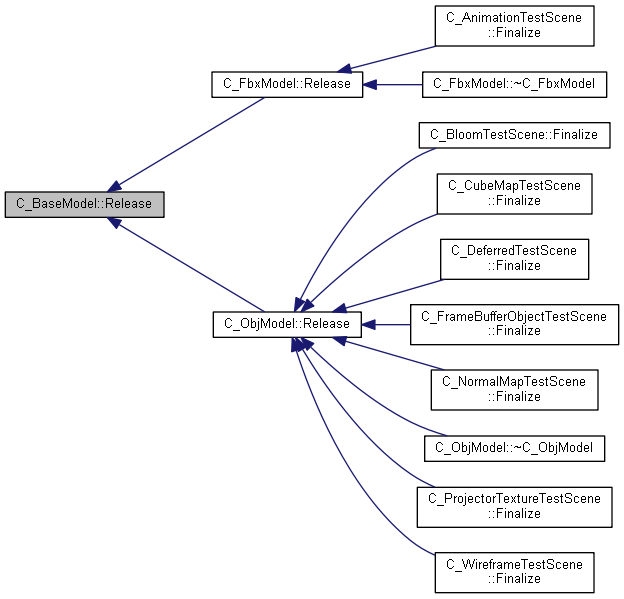 C_AnimationTestScene
::Finalize
C_FbxModel::Release
C_FbxModel::~C_FbxModel
C_BloomTestScene::Finalize
C_CubeMapTestScene
::Finalize
C_BaseModel::Release
C_DeferredTestScene
::Finalize
C_ObjModel::Release
C_FrameBufferObjectTestScene
::Finalize
C_NormalMapTestScene
::Finalize
C_ObjModel::~C_ObjModel
C_ProjectorTextureTestScene
::Finalize
C_WireframeTestScene
::Finalize